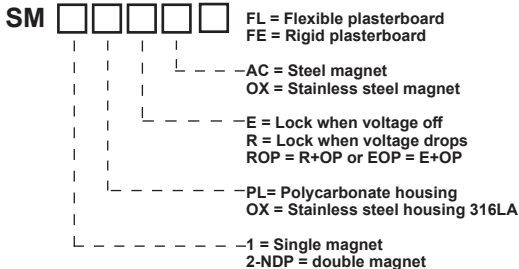 SM
FL = Flexible plasterboard
FE = Rigid plasterboard
AC = Steel magnet
OX = Stainless steel magnet
E = Lock when voltage off
R = Lock when voltage drops
ROP = R+OP or EOP = E+OP
PL= Polycarbonate housing
OX = Stainless steel housing 316LA
1 = Single magnet
2-NDP = double magnet